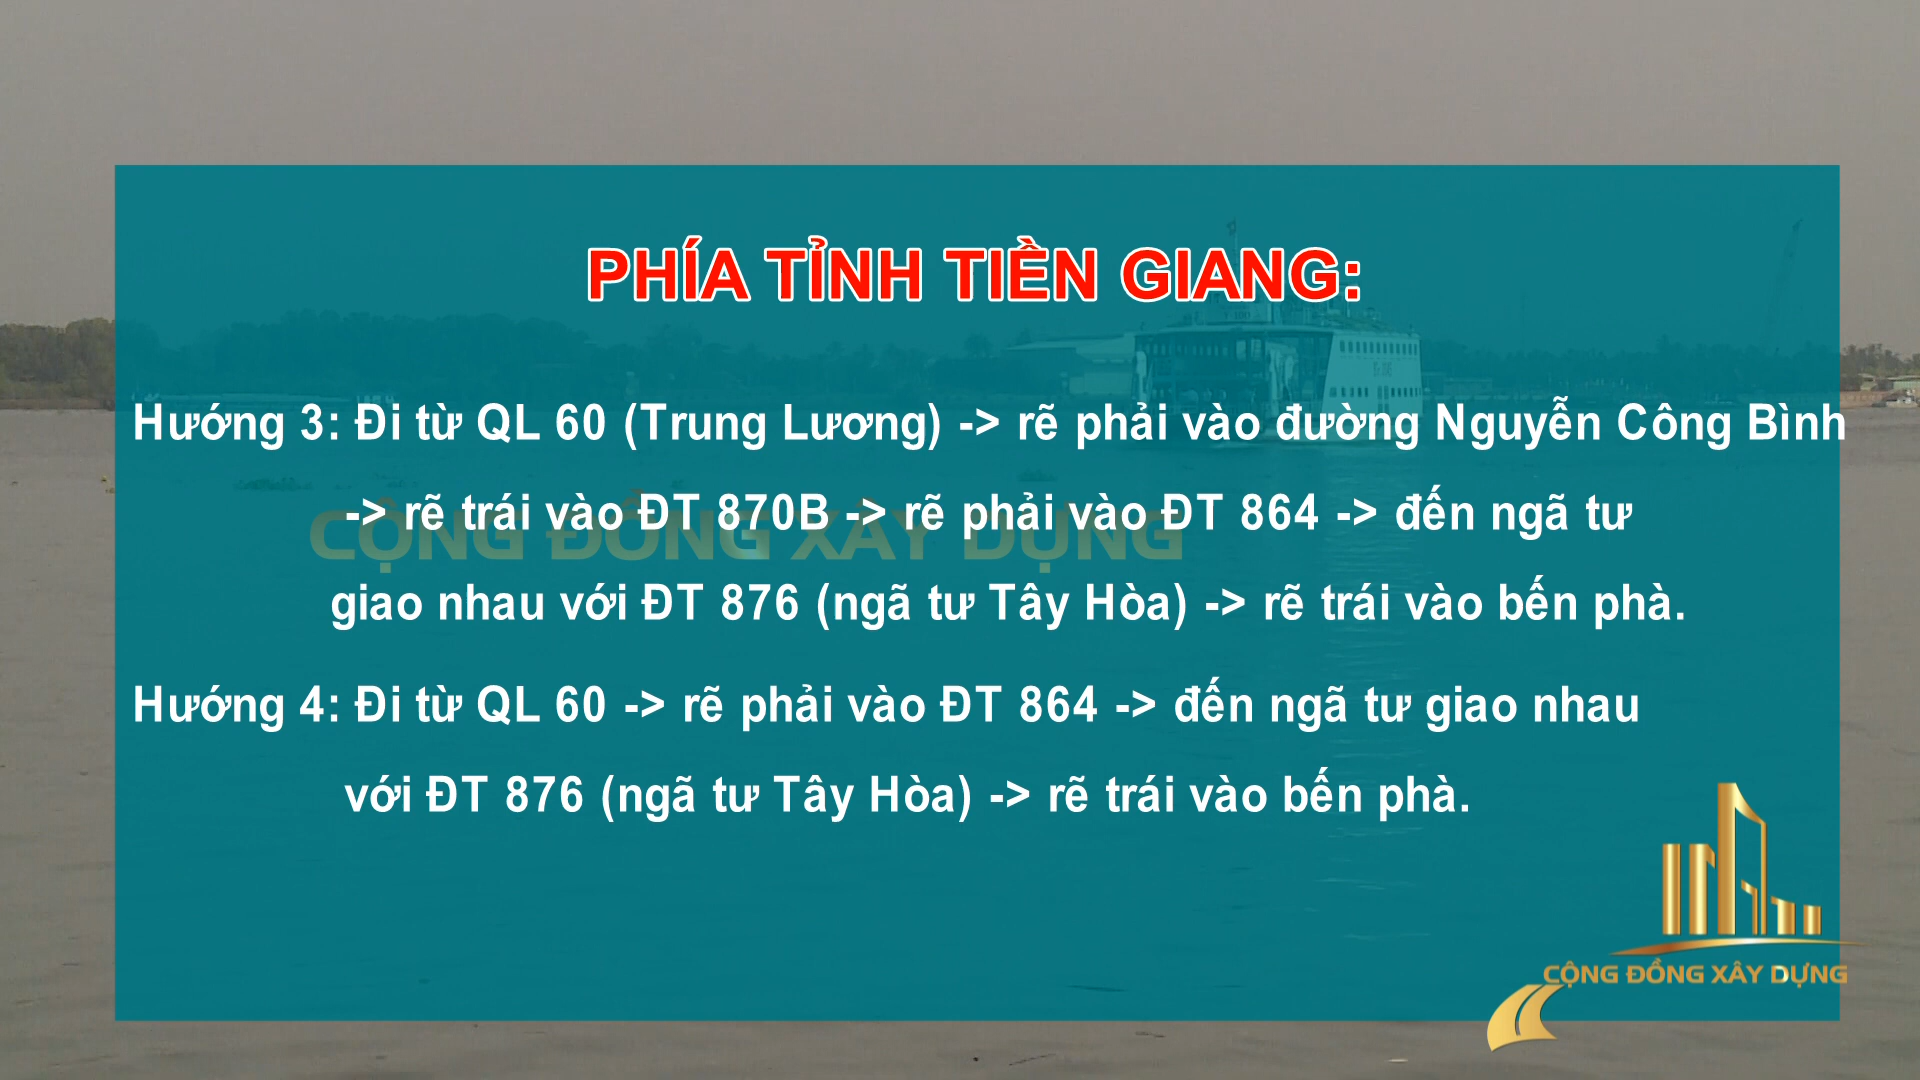 PHÍA TỈNH TIỀN GIANG:
Hướng 3: Đi từ QL 60 (Trung Lương) -> rẽ phải vào đường Nguyễn Công Bình
-> rẽ trái vào ĐT 870B -> rẽ phải vào ĐT 864 -> đến ngã tư
CỘNG ĐỒNG XÂY DỰNG
giao nhau với ĐT 876 (ngã tư Tây Hòa) -> rẽ trái vào bến phà.
Hướng 4: Đi từ QL 60 -> rẽ phải vào ĐT 864 -> đến ngã tư giao nhau
với ĐT 876 (ngã tư Tây Hòa) -> rẽ trái vào bến phà.
CỘNG ĐỒNG XÂY DỰNG